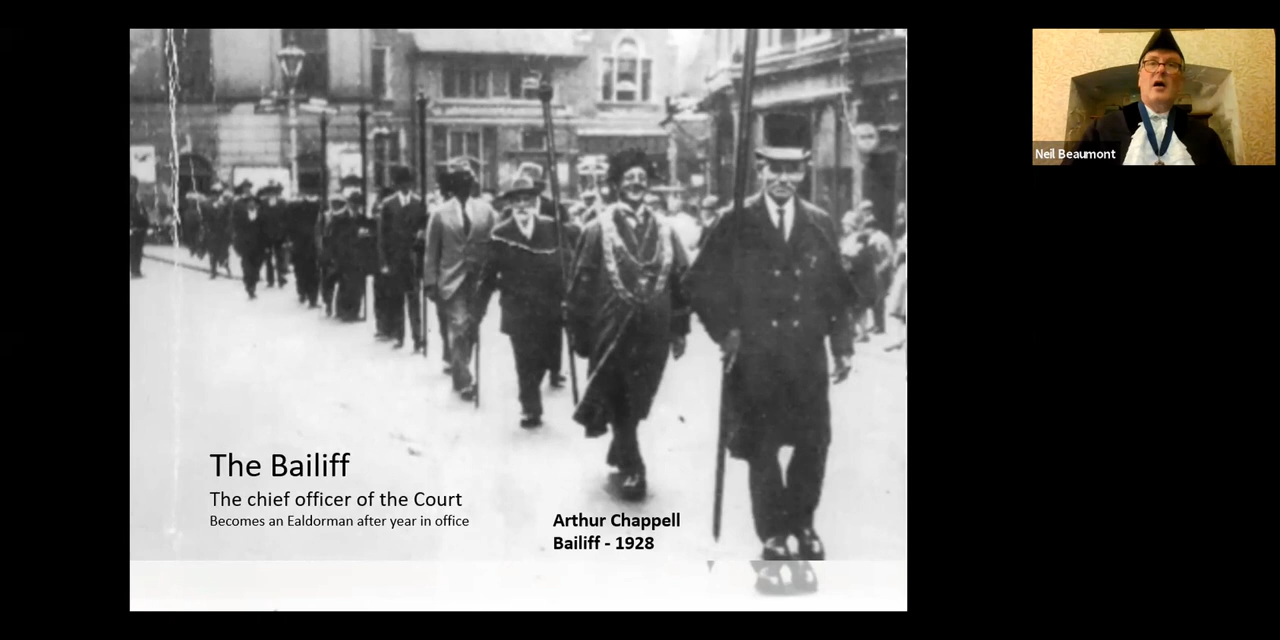 The Bailiff
The chief officer of the Court
Becomes an Ealdorman after year in office
Arthur Chappell
Bailiff - 1928
Neil Beaumont